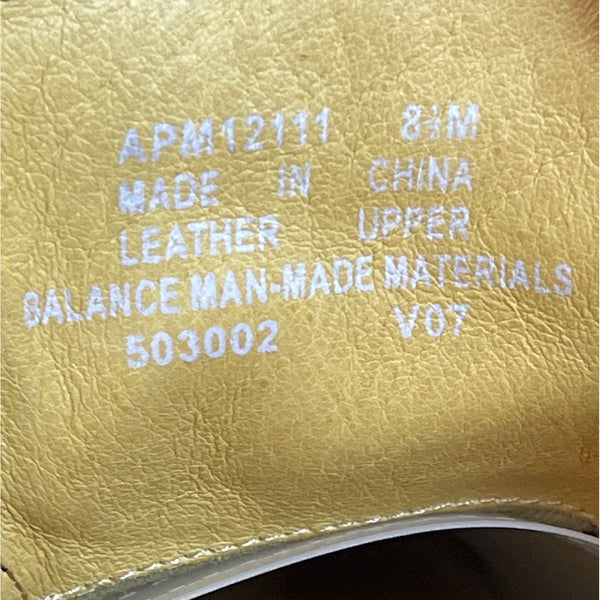 APM12111 8½M
MADE IN CHINA
LEATHER UPPER
BALANCE MAN-MADE MATERIALS
503002 V07